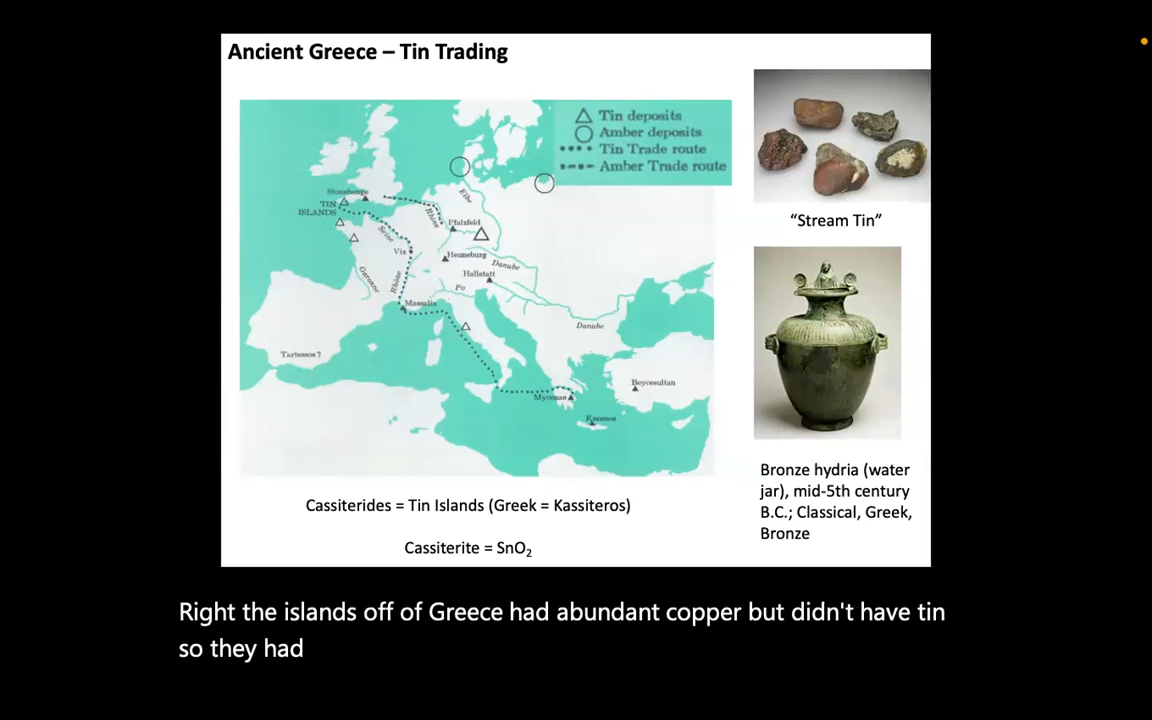 Ancient Greece – Tin Trading
Tin deposits
Amber deposits
Tin Trade route
Amber Trade route
Stonehenge
TIN
ISLANDS
Elbe
Rhine
Pfalzfeld
Seine
Vix
Heuneburg
Danube
Hallstatt
Garonne
Rhône
Po
Massalia
Danube
Tartessos ?
Mycenae
Beycesultan
Knossos
“Stream Tin”
Bronze hydria (water
jar), mid-5th century
B.C.; Classical, Greek,
Bronze
Cassiterides = Tin Islands (Greek = Kassiteros)
Cassiterite = SnO₂
Right the islands off of Greece had abundant copper but didn't have tin
so they had